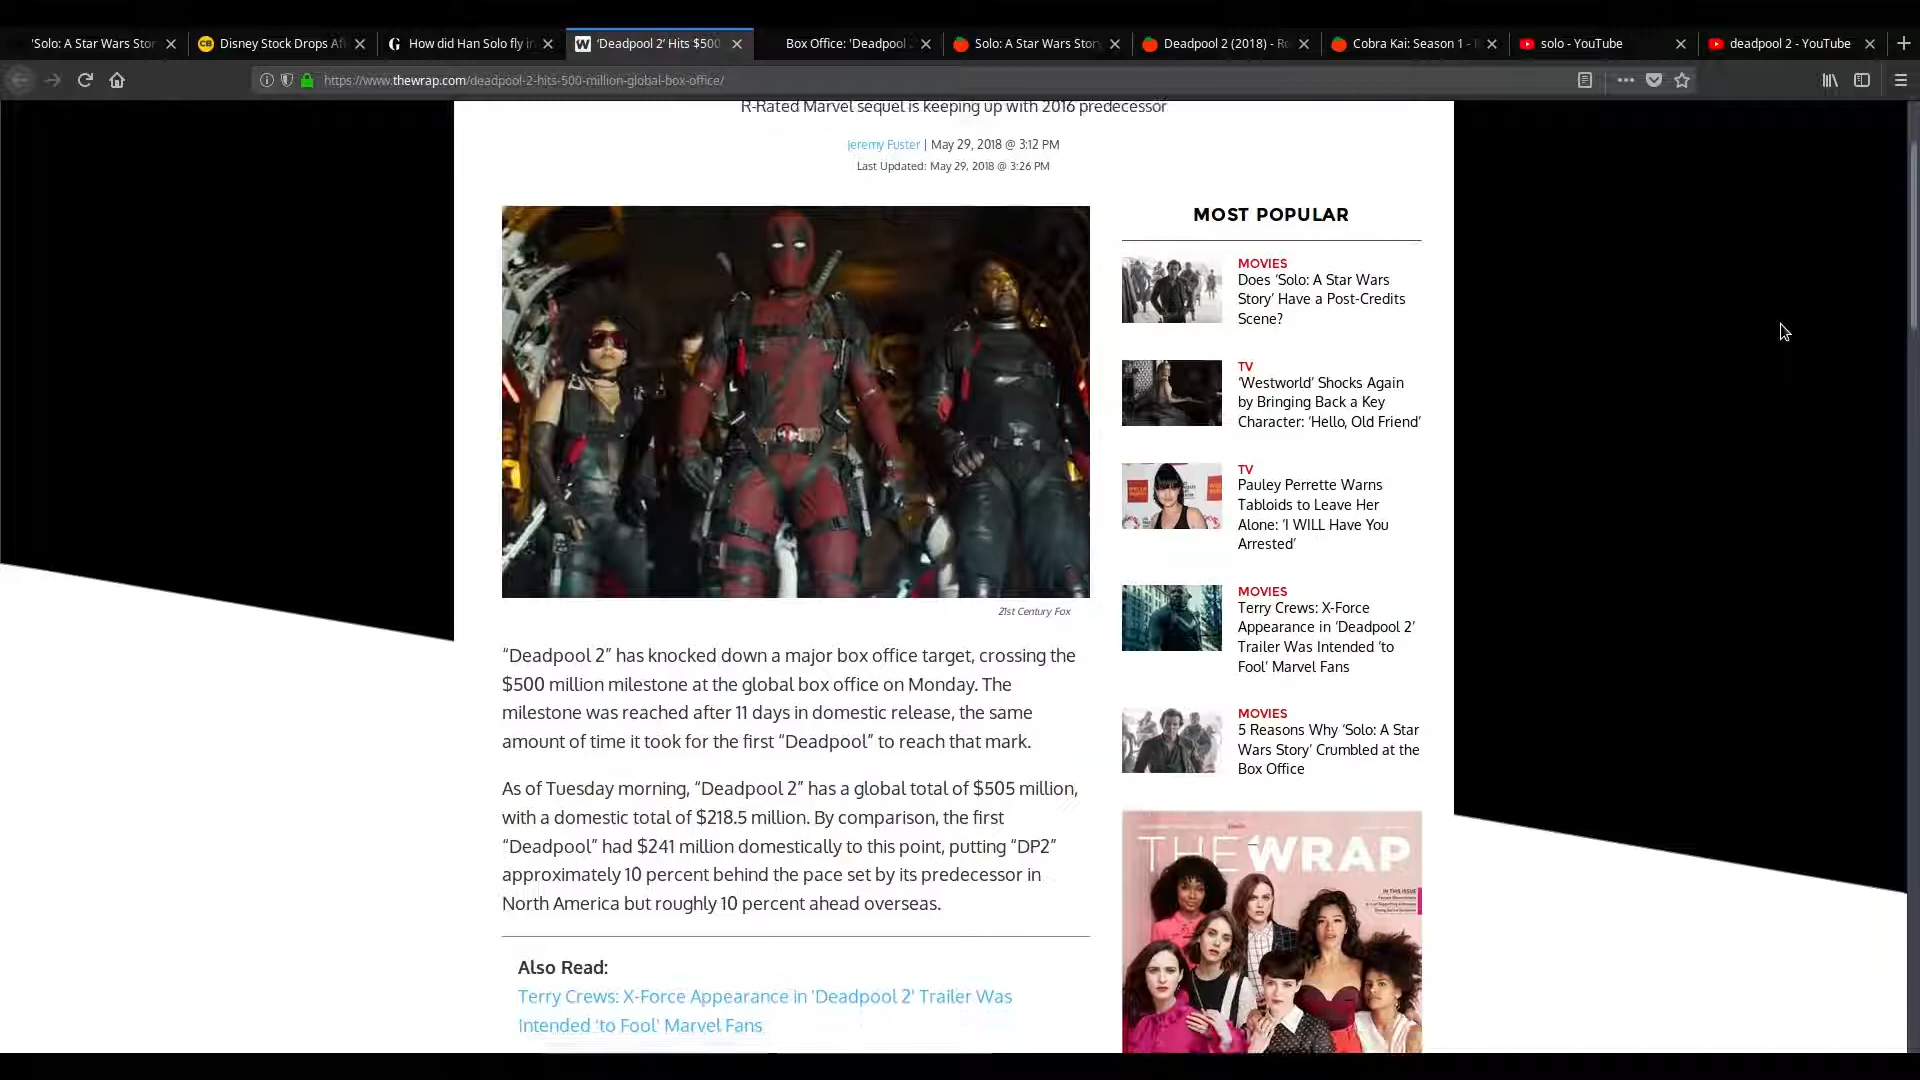 'Solo: A Star Wars Stor
Disney Stock Drops Af
How did Han Solo fly in
'Deadpool 2' Hits $500
Box Office: 'Deadpool
Solo: A Star Wars Stor
Deadpool 2 (2018) - Ro
Cobra Kai: Season 1 -
solo - YouTube
deadpool 2 - YouTube
https://www.thewrap.com/deadpool-2-hits-500-million-global-box-office/
R-Rated Marvel sequel is keeping up with 2016 predecessor
Jeremy Fuster | May 29, 2018 @ 3:12 PM
Last Updated: May 29, 2018 @ 3:26 PM
21st Century Fox
“Deadpool 2” has knocked down a major box office target, crossing the
$500 million milestone at the global box office on Monday. The
milestone was reached after 11 days in domestic release, the same
amount of time it took for the first “Deadpool” to reach that mark.
As of Tuesday morning, “Deadpool 2” has a global total of $505 million,
with a domestic total of $218.5 million. By comparison, the first
“Deadpool” had $241 million domestically to this point, putting “DP2”
approximately 10 percent behind the pace set by its predecessor in
North America but roughly 10 percent ahead overseas.
Also Read:
Terry Crews: X-Force Appearance in 'Deadpool 2' Trailer Was
Intended 'to Fool' Marvel Fans
MOST POPULAR
MOVIES
Does ‘Solo: A Star Wars
Story’ Have a Post-Credits
Scene?
TV
‘Westworld’ Shocks Again
by Bringing Back a Key
Character: ‘Hello, Old Friend’
TV
Pauley Perrette Warns
Tabloids to Leave Her
Alone: ‘I WILL Have You
Arrested’
MOVIES
Terry Crews: X-Force
Appearance in ‘Deadpool 2’
Trailer Was Intended ‘to
Fool’ Marvel Fans
MOVIES
5 Reasons Why ‘Solo: A Star
Wars Story’ Crumbled at the
Box Office
THEWRAP
IN THIS ISSUE